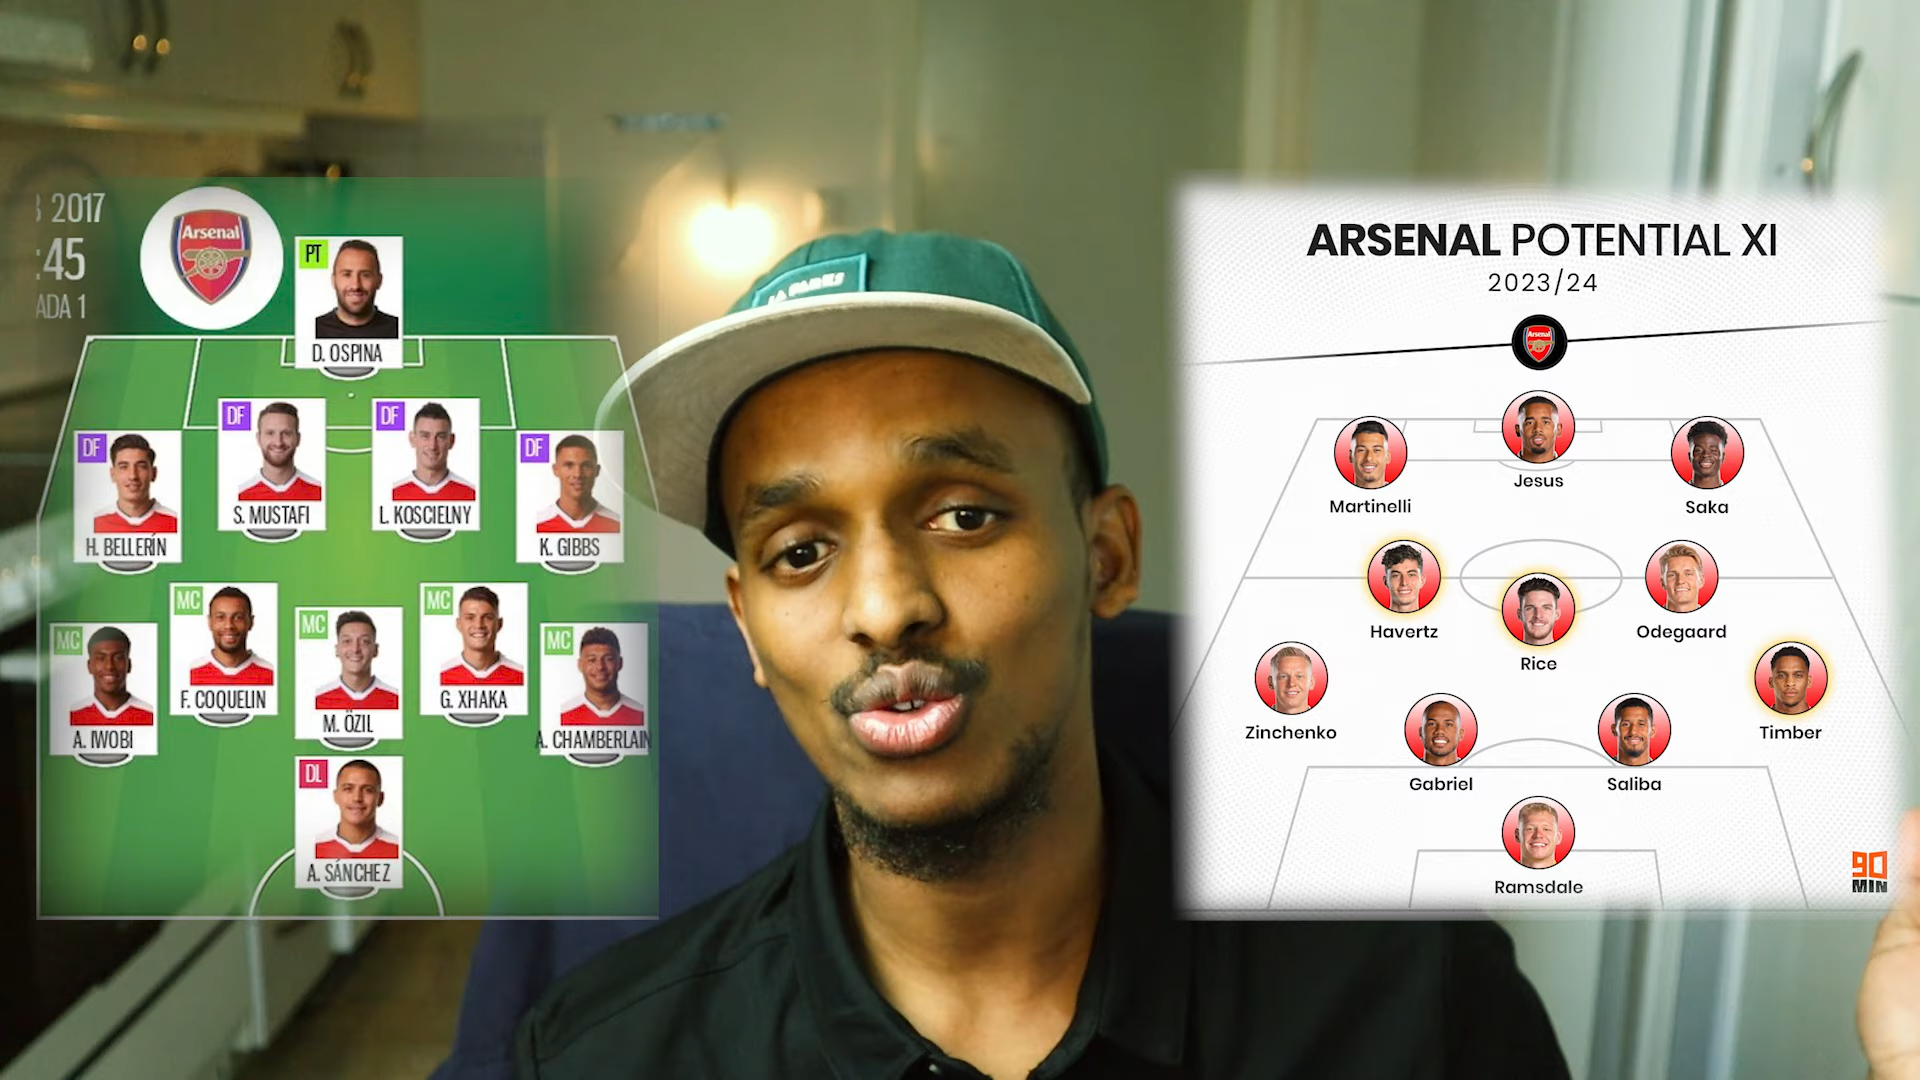 2017
:45
ADA 1
Arsenal
PT
D. OSPINA
DF
DF
S. MUSTAFI
L. KOSCIELNY
DF
DF
H. BELLERÍN
K. GIBBS
MC
MC
F. COQUELIN
G. XHAKA
MC
MC
MC
A. IWOBI
M. ÖZIL
A. CHAMBERLAIN
DL
A. SÁNCHEZ
ARSENAL POTENTIAL XI
2023/24
Arsenal
Jesus
Martinelli
Saka
Havertz
Odegaard
Rice
Zinchenko
Timber
Gabriel
Saliba
Ramsdale
90
MIN